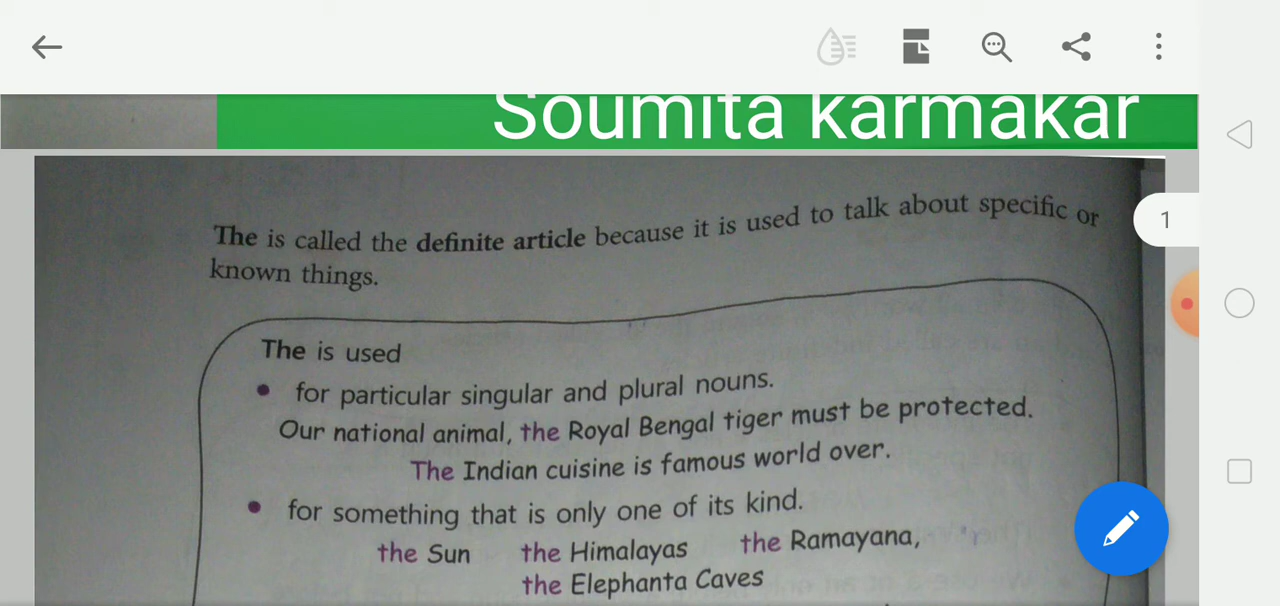 Soumita karmakar
1
The is called the definite article because it is used to talk about specific or
known things.
The is used
• for particular singular and plural nouns.
Our national animal, the Royal Bengal tiger must be protected.
The Indian cuisine is famous world over.
• for something that is only one of its kind.
the Sun the Himalayas the Ramayana,
the Elephanta Caves